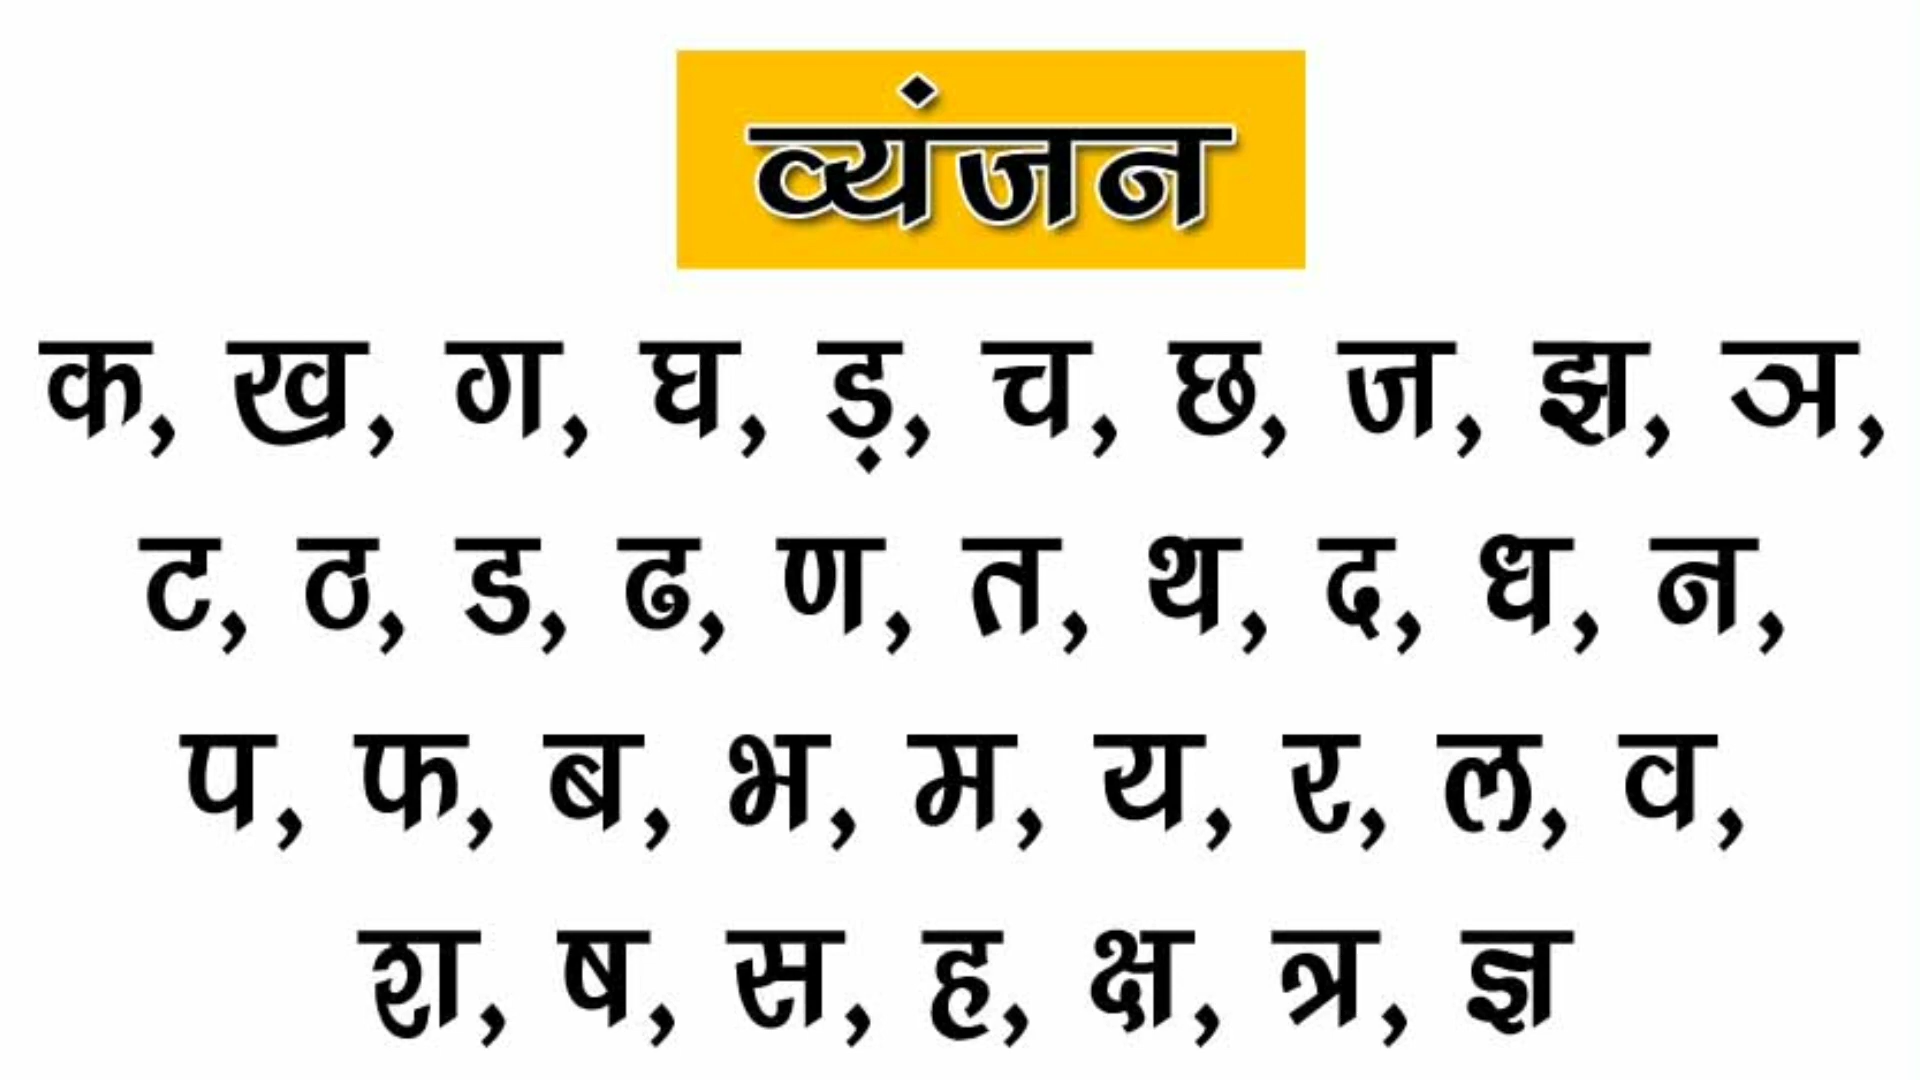 व्यंजन
क, ख, ग, घ, ड़, च, छ, ज, झ, ञ,
ट, ठ, ड, ढ, ण, त, थ, द, ध, न,
प, फ, ब, भ, म, य, र, ल, व,
श, ष, स, ह, क्ष, त्र, ज्ञ